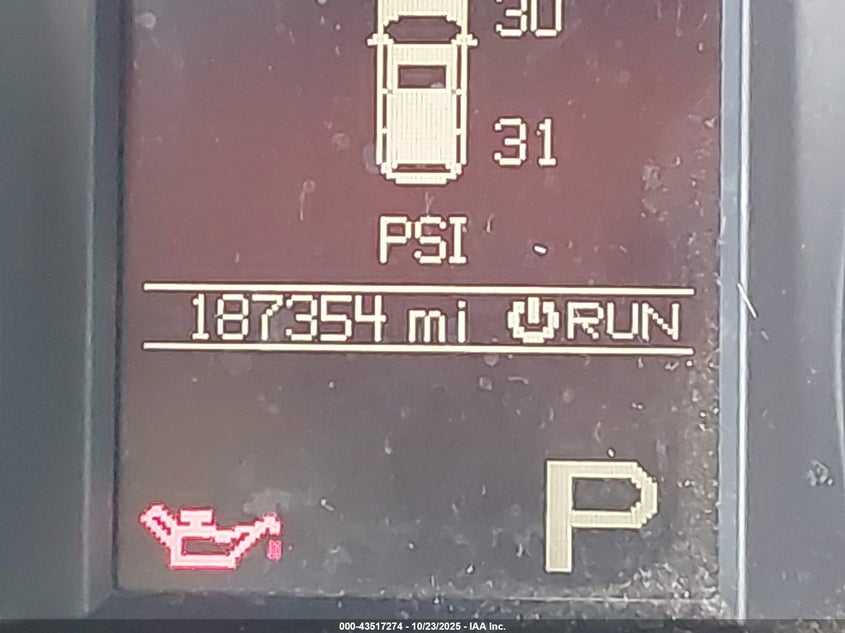 30
31
PSI
187354 mi RUN
P
000-43517274 - 10/23/2025 - IAA Inc.